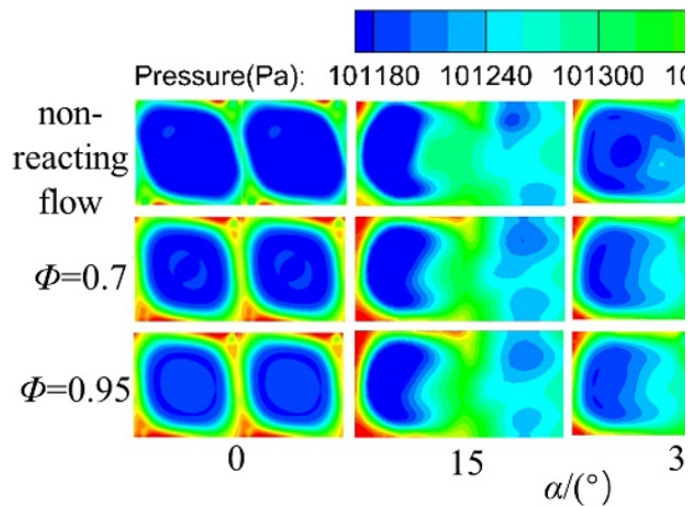 Pressure(Pa): 101180 101240 101300
non-
reacting
flow
Φ=0.7
Φ=0.95
0 15
α/(°)